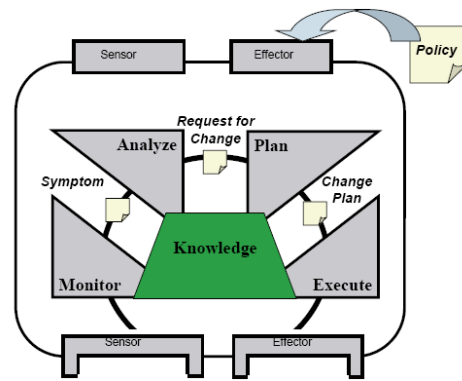 Sensor
Effector
Policy
Request for
Change
Analyze
Plan
Symptom
Change
Plan
Knowledge
Monitor
Execute
Sensor
Effector